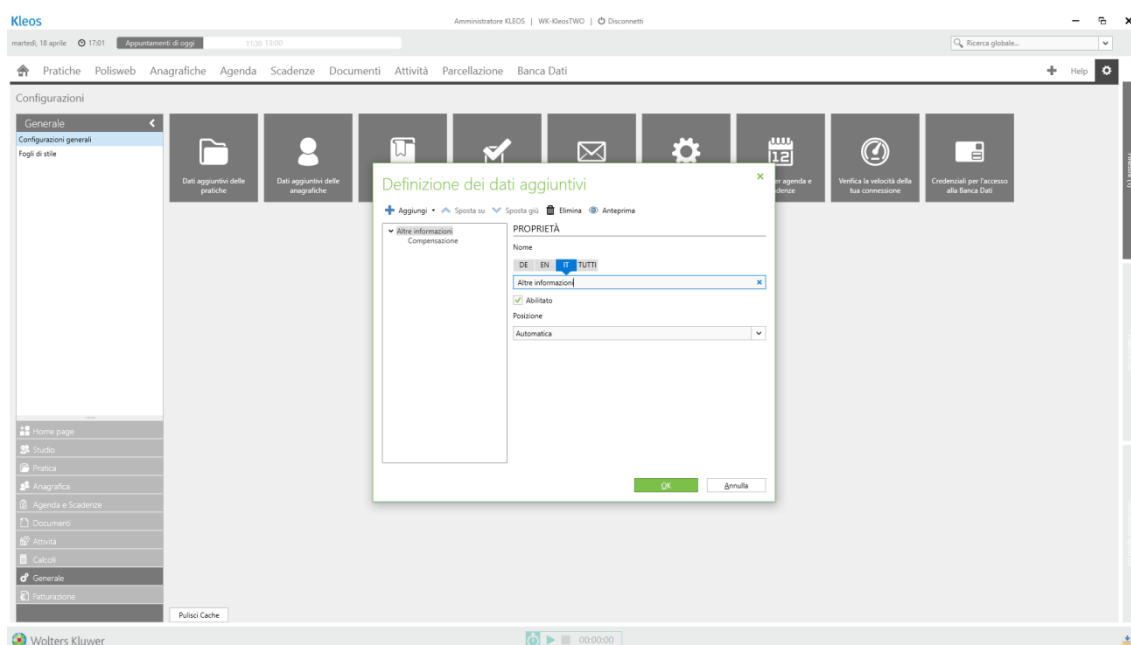 Kleos
Amministratore KLEOS | WK-KleosTWO | Disconnetti
martedì, 18 aprile 17:01 Appuntamenti di oggi 11:30 13:00 Ricerca globale...
Pratiche Polisweb Anagrafiche Agenda Scadenze Documenti Attività Parcellazione Banca Dati Help
Configurazioni
Generale
Configurazioni generali
Fogli di stile
Dati aggiuntivi delle pratiche
Dati aggiuntivi delle anagrafiche
12
er agenda e
Verifica la velocità della tua connessione
Credenziali per l'accesso alla Banca Dati
Definizione dei dati aggiuntivi
Aggiungi Sposta su Sposta giù Elimina Anteprima
Altre informazioni
Compensazione
PROPRIETÀ
Nome
DE EN IT TUTTI
Altre informazioni
Abilitato
Posizione
Automatica
OK Annulla
Home page
Studio
Pratica
Anagrafica
Agenda e Scadenze
Documenti
Attività
Calcoli
Generale
Fatturazione
Pulisci Cache
Wolters Kluwer
00:00:00